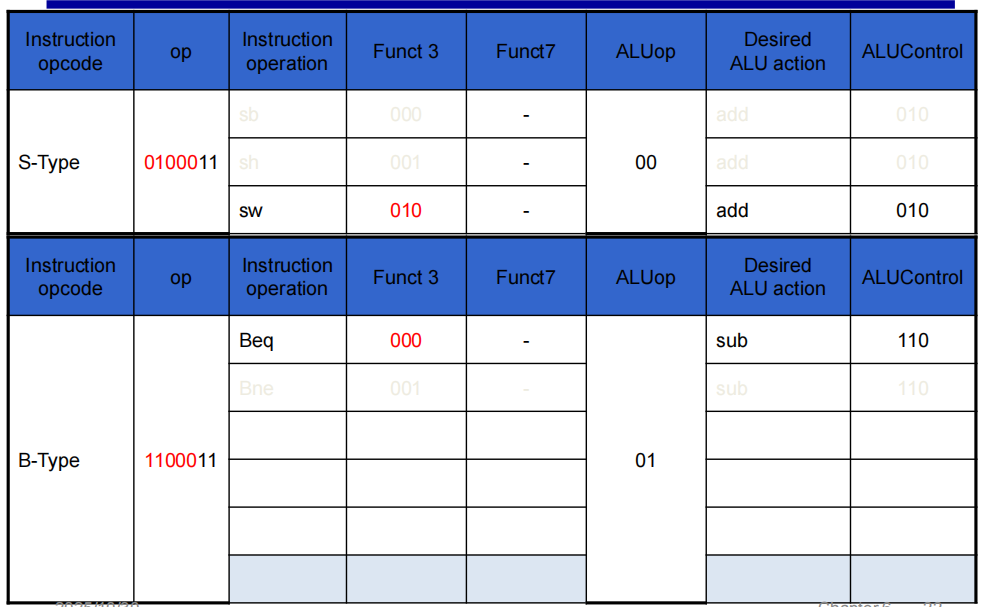 Instruction opcode op Instruction operation Funct 3 Funct7 ALUop Desired ALU action ALUControl
sb 000 - add 010
S-Type 0100011 sh 001 - 00 add 010
sw 010 - add 010
Instruction opcode op Instruction operation Funct 3 Funct7 ALUop Desired ALU action ALUControl
Beq 000 - sub 110
Bne 001 - sub 110
B-Type 1100011 01